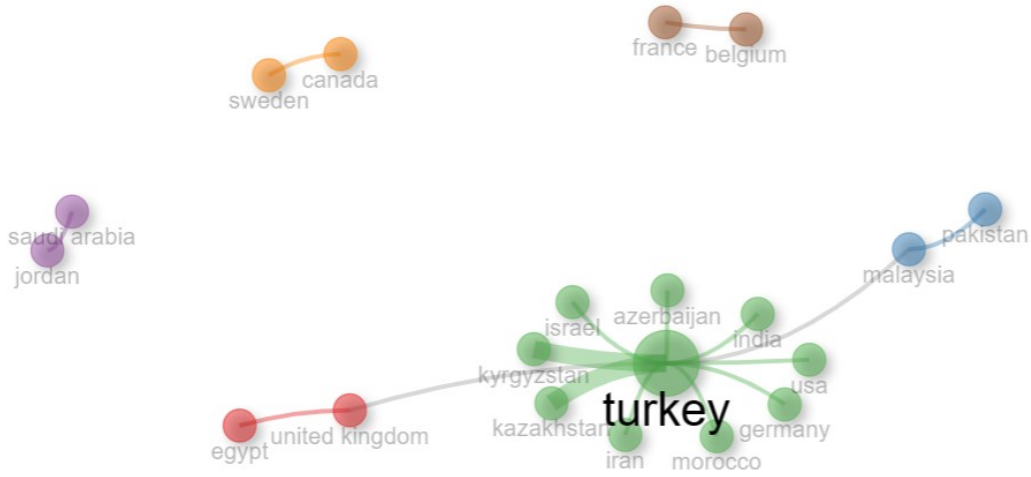 france
belgium
canada
sweden
saudi arabia
jordan
pakistan
malaysia
azerbaijan
israel
india
kyrgyzstan
usa
turkey
kazakhstan
germany
united kingdom
egypt
iran
morocco